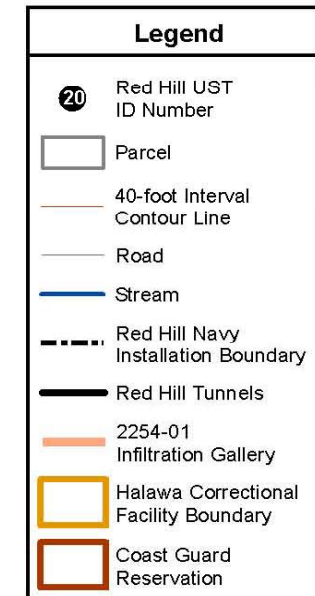 Legend
20
Red Hill UST
ID Number
Parcel
40-foot Interval
Contour Line
Road
Stream
Red Hill Navy
Installation Boundary
Red Hill Tunnels
2254-01
Infiltration Gallery
Halawa Correctional
Facility Boundary
Coast Guard
Reservation